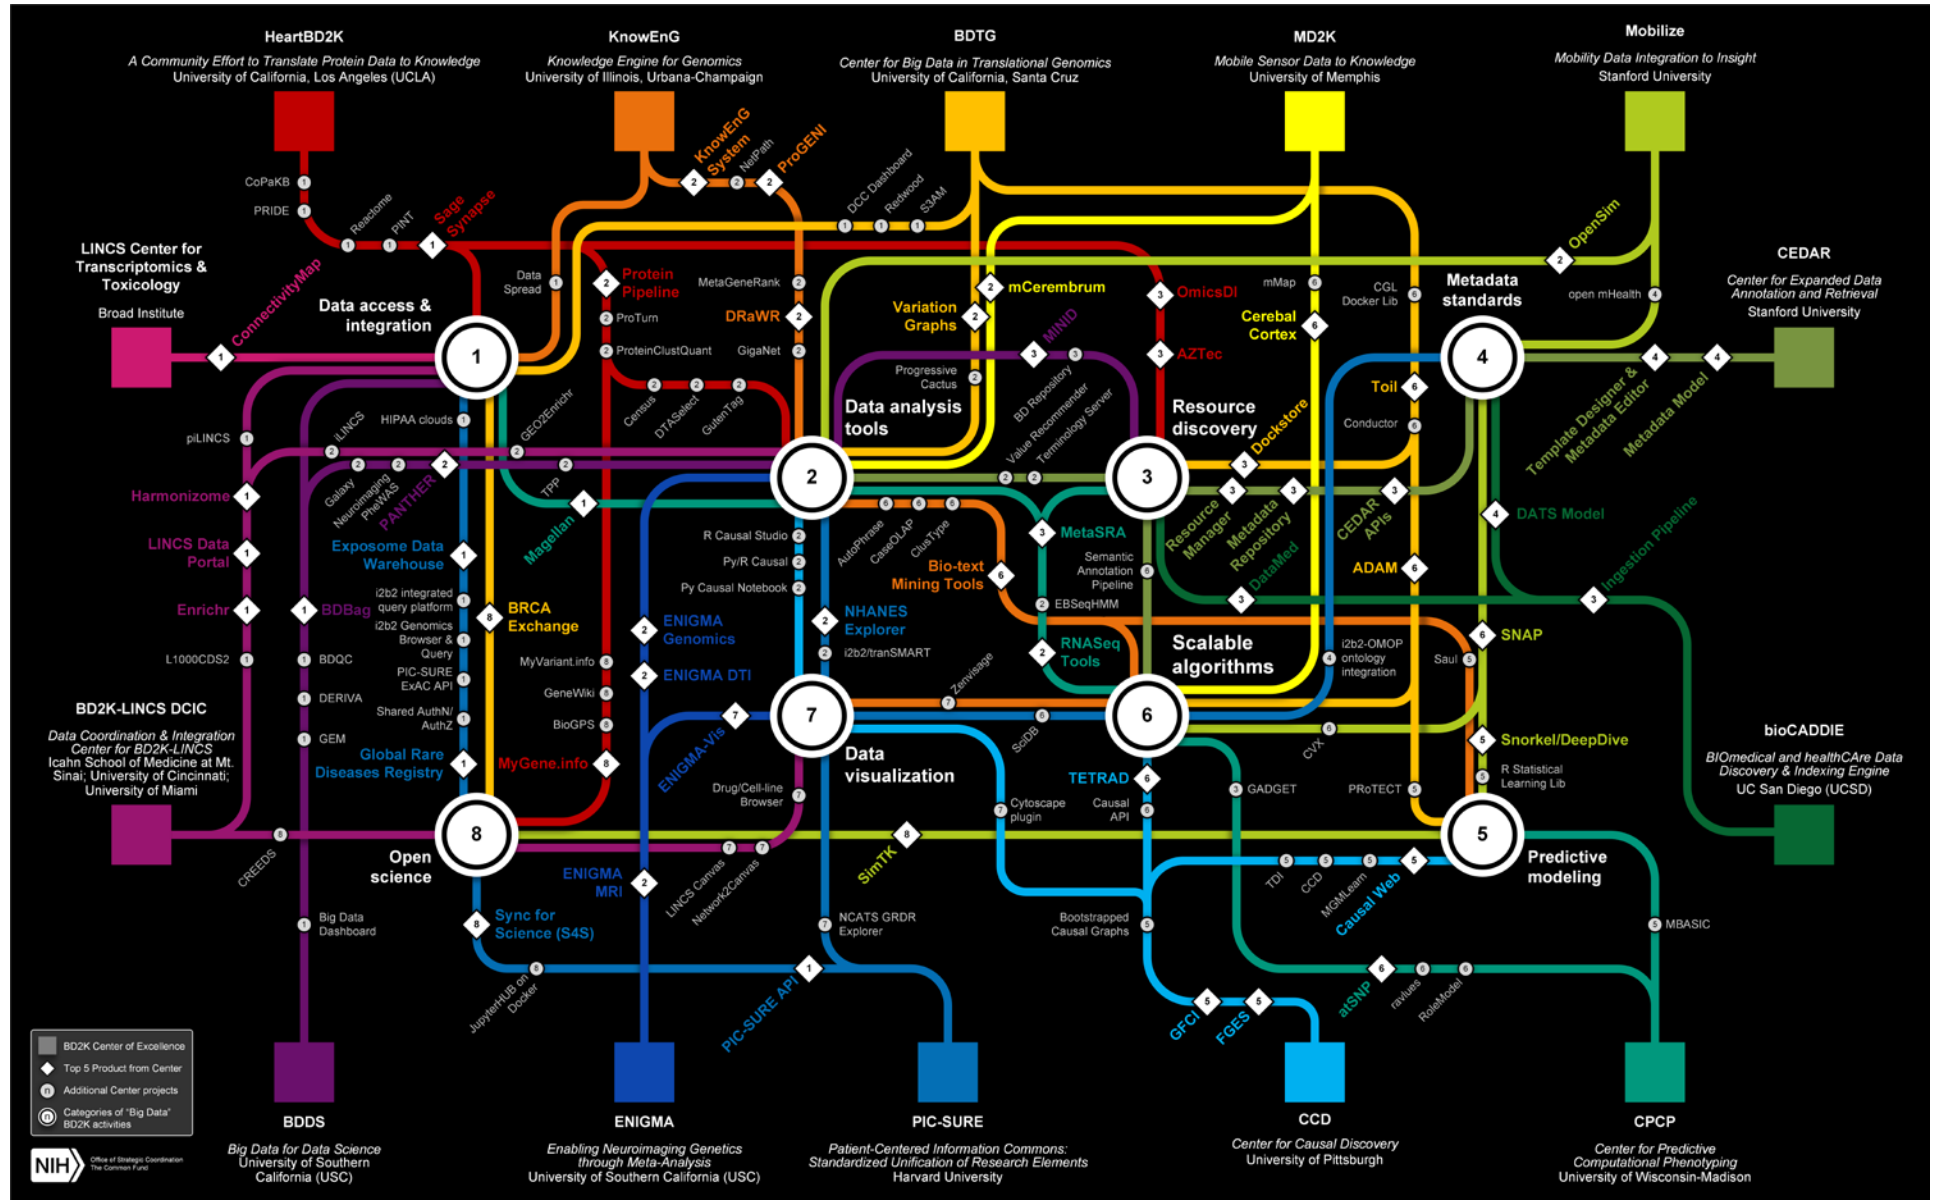 HeartBD2K
A Community Effort to Translate Protein Data to Knowledge
University of California, Los Angeles (UCLA)
KnowEnG
Knowledge Engine for Genomics
University of Illinois, Urbana-Champaign
BDTG
Center for Big Data in Translational Genomics
University of California, Santa Cruz
MD2K
Mobile Sensor Data to Knowledge
University of Memphis
Mobilize
Mobility Data Integration to Insight
Stanford University
CoPaKB
PRIDE
Reactome
PINT
Sage
Synapse
KnowEnG
System
NetPath
ProGENI
DCC Dashboard
Redwood
S3AM
OpenSim
LINCS Center for
Transcriptomics &
Toxicology
Broad Institute
ConnectivityMap
Data access &
integration
Data
Spread
Protein
Pipeline
ProTurn
ProteinClustQuant
Census
DTASelect
GutenTag
MetaGeneRank
DRaWR
GigaNet
Variation
Graphs
mCerembrum
Progressive
Cactus
MINID
BD Repository
Value Recommender
Terminology Server
OmicsDI
AZTec
mMap
Cerebal
Cortex
CGL
Docker Lib
Toil
Conductor
Metadata
standards
open mHealth
CEDAR
Center for Expanded Data
Annotation and Retrieval
Stanford University
Template Designer &
Metadata Editor
Metadata Model
1
4
Data analysis
tools
Resource
discovery
Dockstore
2
3
piLINCS
iLINCS
HIPAA clouds
GEO2Enrichr
Galaxy
Neuroimaging
PheWAS
PANTHER
TPP
Magellan
Harmonizome
LINCS Data
Portal
Enrichr
L1000CDS2
BDBag
BDQC
DERIVA
GEM
Exposome Data
Warehouse
i2b2 integrated
query platform
i2b2 Genomics
Browser &
Query
PIC-SURE
ExAC API
Shared AuthN/
AuthZ
Global Rare
Diseases Registry
BRCA
Exchange
MyVariant.info
GeneWiki
BioGPS
MyGene.info
ENIGMA
Genomics
ENIGMA DTI
ENIGMA-Vis
R Causal Studio
Py/R Causal
Py Causal Notebook
NHANES
Explorer
i2b2/tranSMART
AutoPhrase
CaseOLAP
ClusType
Bio-text
Mining Tools
MetaSRA
Semantic
Annotation
Pipeline
EBSeqHMM
RNASeq
Tools
Resource
Manager
Metadata
Repository
CEDAR
APIs
DataMed
ADAM
DATS Model
Ingestion Pipeline
SNAP
Scalable
algorithms
i2b2-OMOP
ontology
integration
Saul
Zenvisage
SciDB
CVX
7
6
Data
visualization
BD2K-LINCS DCIC
Data Coordination & Integration
Center for BD2K-LINCS
Icahn School of Medicine at Mt.
Sinai; University of Cincinnati;
University of Miami
CREEDS
8
Open
science
Drug/Cell-line
Browser
LINCS Canvas
Network2Canvas
SimTK
Cytoscape
plugin
TETRAD
Causal
API
GADGET
PRoTECT
Snorkel/DeepDive
R Statistical
Learning Lib
5
Predictive
modeling
bioCADDIE
BIOmedical and healthCAre Data
Discovery & Indexing Engine
UC San Diego (UCSD)
ENIGMA
MRI
Big Data
Dashboard
Sync for
Science (S4S)
JupyterHUB on
Docker
PIC-SURE API
NCATS GRDR
Explorer
Bootstrapped
Causal Graphs
TDI
CCD
MGMLearn
Causal Web
MBASIC
GFCI
FGES
atSNP
ravlues
RoleModel
BD2K Center of Excellence
Top 5 Product from Center
n Additional Center projects
n Categories of "Big Data"
BD2K activities
NIH
Office of Strategic Coordination
The Common Fund
BDDS
Big Data for Data Science
University of Southern
California (USC)
ENIGMA
Enabling Neuroimaging Genetics
through Meta-Analysis
University of Southern California (USC)
PIC-SURE
Patient-Centered Information Commons:
Standardized Unification of Research Elements
Harvard University
CCD
Center for Causal Discovery
University of Pittsburgh
CPCP
Center for Predictive
Computational Phenotyping
University of Wisconsin-Madison